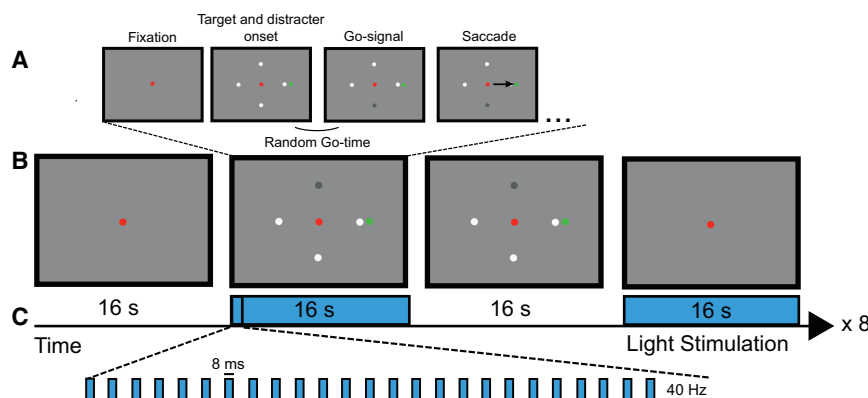 A
Fixation
Target and distracter
onset
Go-signal
Saccade
...
Random Go-time
B
16 s
16 s
16 s
16 s
C
x 8
Time
Light Stimulation
8 ms
40 Hz